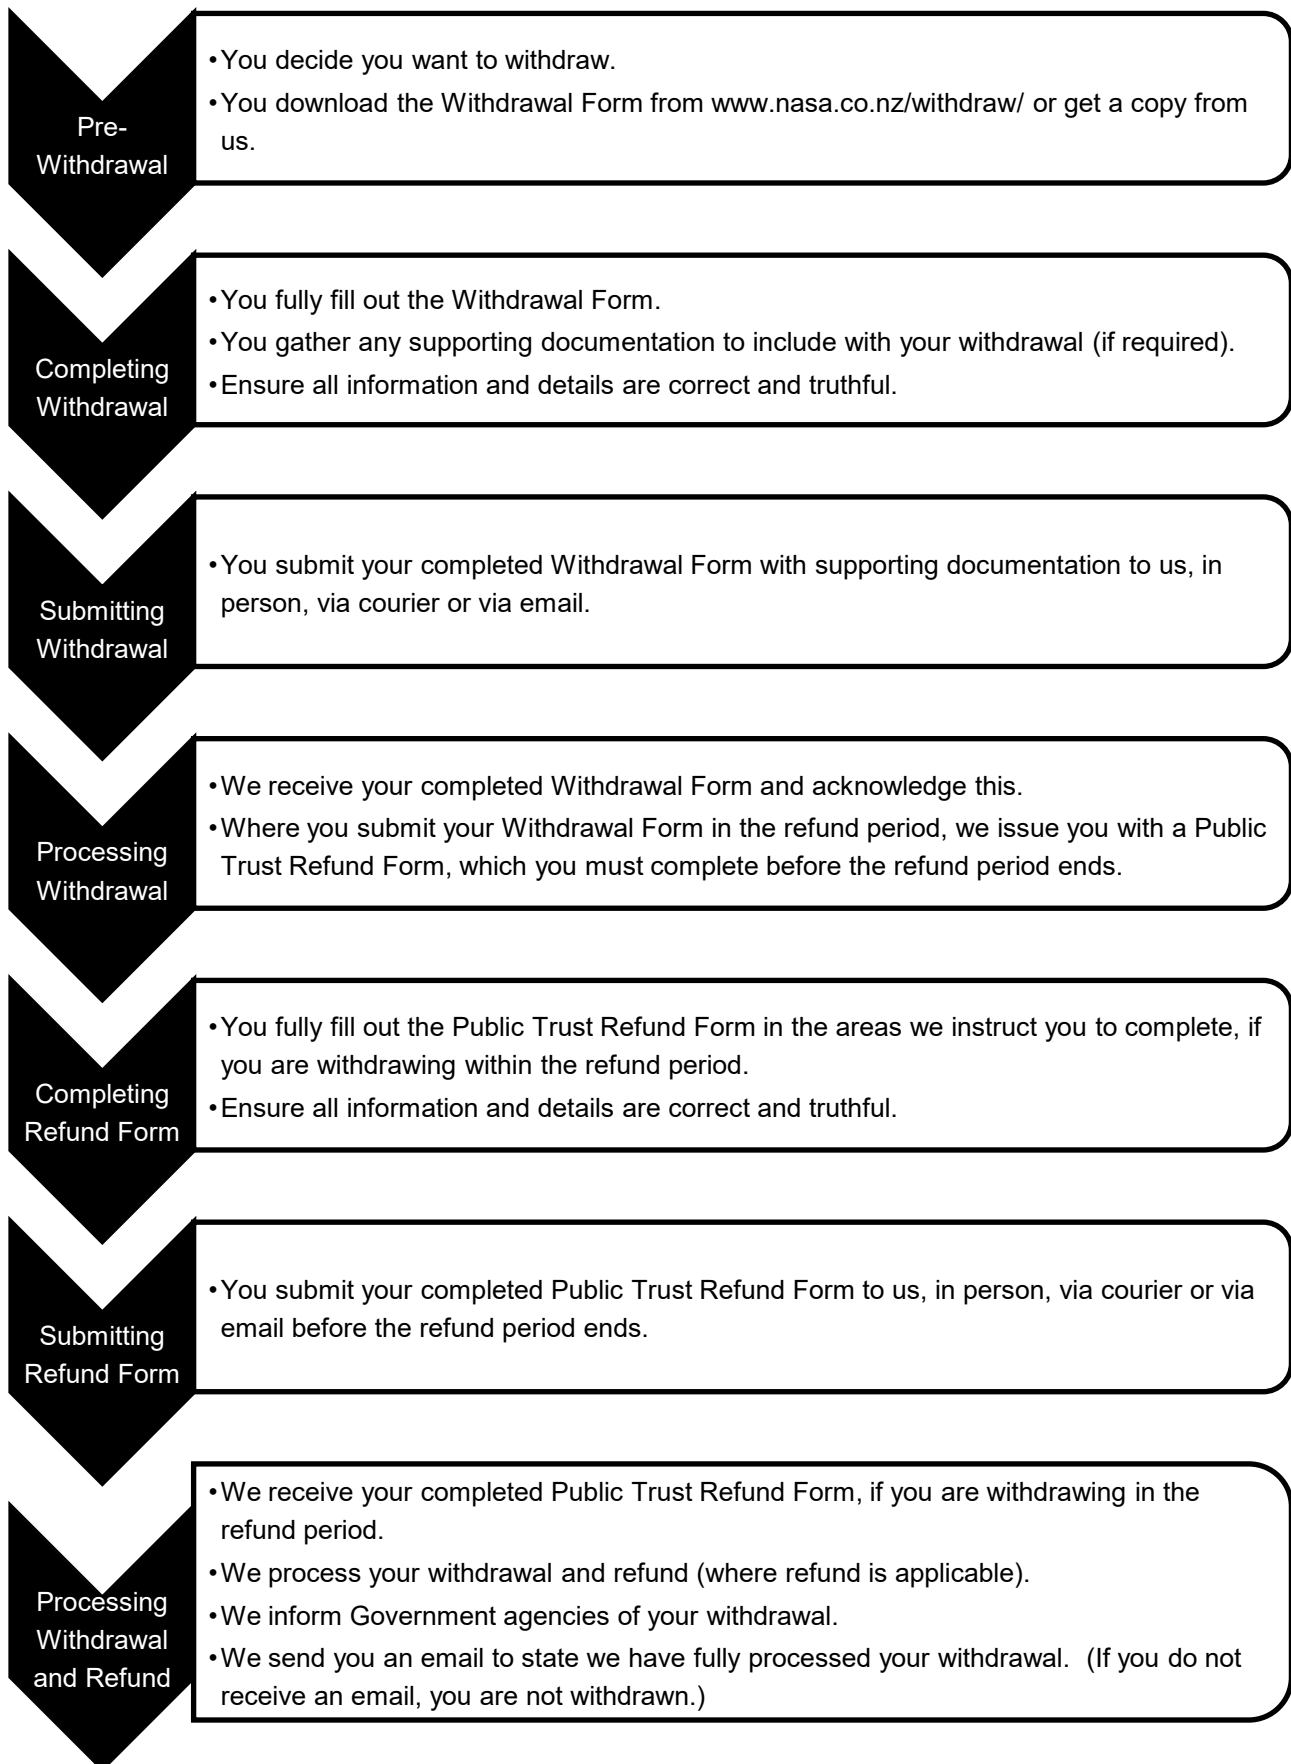 Pre-
Withdrawal
•You decide you want to withdraw.
•You download the Withdrawal Form from www.nasa.co.nz/withdraw/ or get a copy from
us.
Completing
Withdrawal
•You fully fill out the Withdrawal Form.
•You gather any supporting documentation to include with your withdrawal (if required).
•Ensure all information and details are correct and truthful.
Submitting
Withdrawal
•You submit your completed Withdrawal Form with supporting documentation to us, in
person, via courier or via email.
Processing
Withdrawal
•We receive your completed Withdrawal Form and acknowledge this.
•Where you submit your Withdrawal Form in the refund period, we issue you with a Public
Trust Refund Form, which you must complete before the refund period ends.
Completing
Refund Form
•You fully fill out the Public Trust Refund Form in the areas we instruct you to complete, if
you are withdrawing within the refund period.
•Ensure all information and details are correct and truthful.
Submitting
Refund Form
•You submit your completed Public Trust Refund Form to us, in person, via courier or via
email before the refund period ends.
Processing
Withdrawal
and Refund
•We receive your completed Public Trust Refund Form, if you are withdrawing in the
refund period.
•We process your withdrawal and refund (where refund is applicable).
•We inform Government agencies of your withdrawal.
•We send you an email to state we have fully processed your withdrawal.  (If you do not
receive an email, you are not withdrawn.)